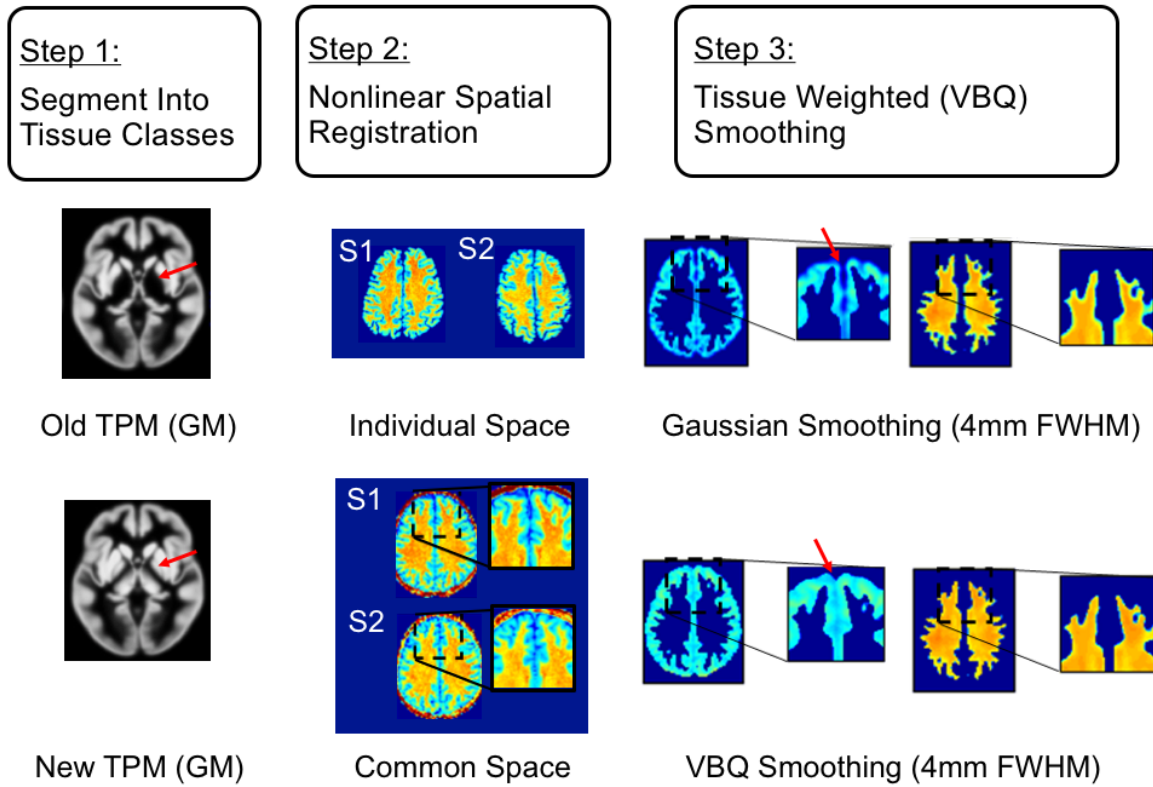 Step 1:
Segment Into
Tissue Classes
Step 2:
Nonlinear Spatial
Registration
Step 3:
Tissue Weighted (VBQ)
Smoothing
S1
S2
Old TPM (GM)
Individual Space
Gaussian Smoothing (4mm FWHM)
S1
S2
New TPM (GM)
Common Space
VBQ Smoothing (4mm FWHM)